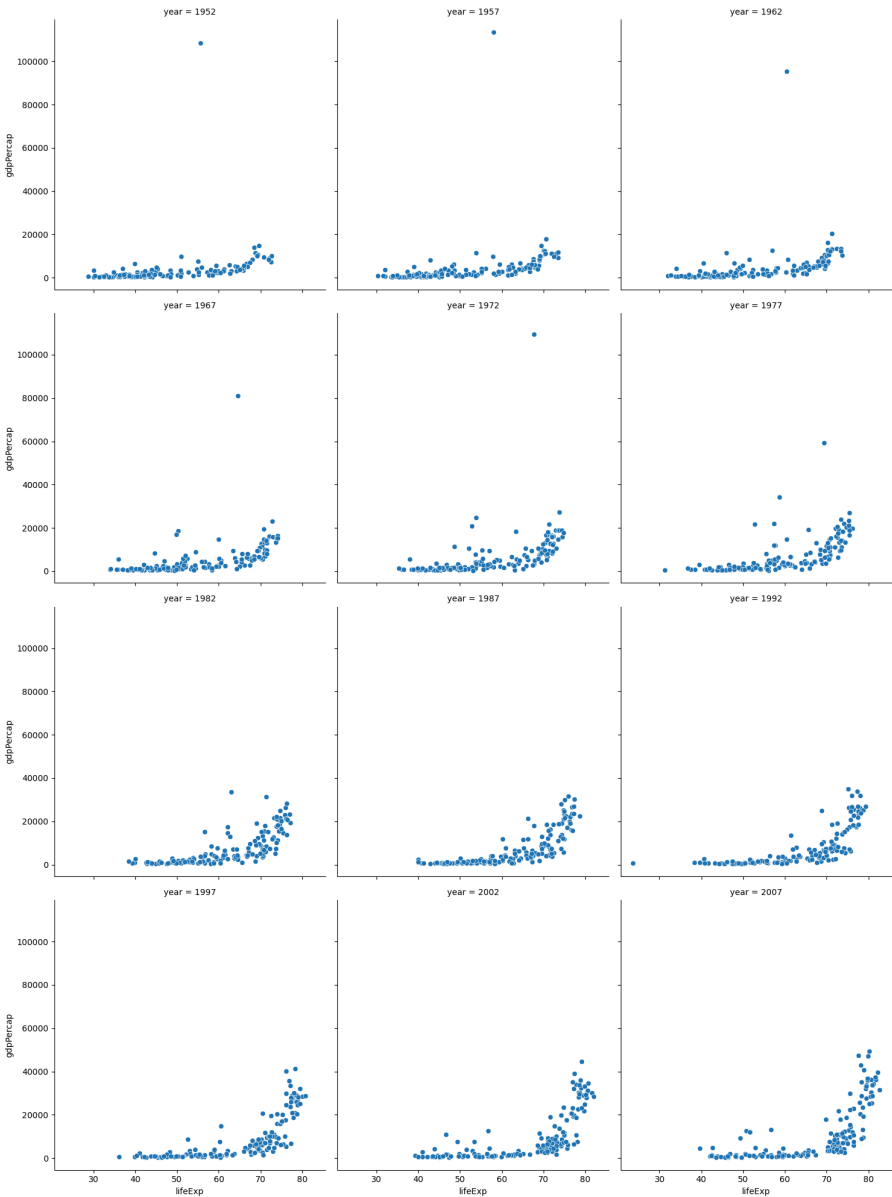 year = 1952
year = 1957
year = 1962
100000
80000
60000
40000
20000
0
gdpPercap
year = 1967
year = 1972
year = 1977
100000
80000
60000
40000
20000
0
gdpPercap
year = 1982
year = 1987
year = 1992
100000
80000
60000
40000
20000
0
gdpPercap
year = 1997
year = 2002
year = 2007
100000
80000
60000
40000
20000
0
gdpPercap
30 40 50 60 70 80
30 40 50 60 70 80
30 40 50 60 70 80
lifeExp
lifeExp
lifeExp